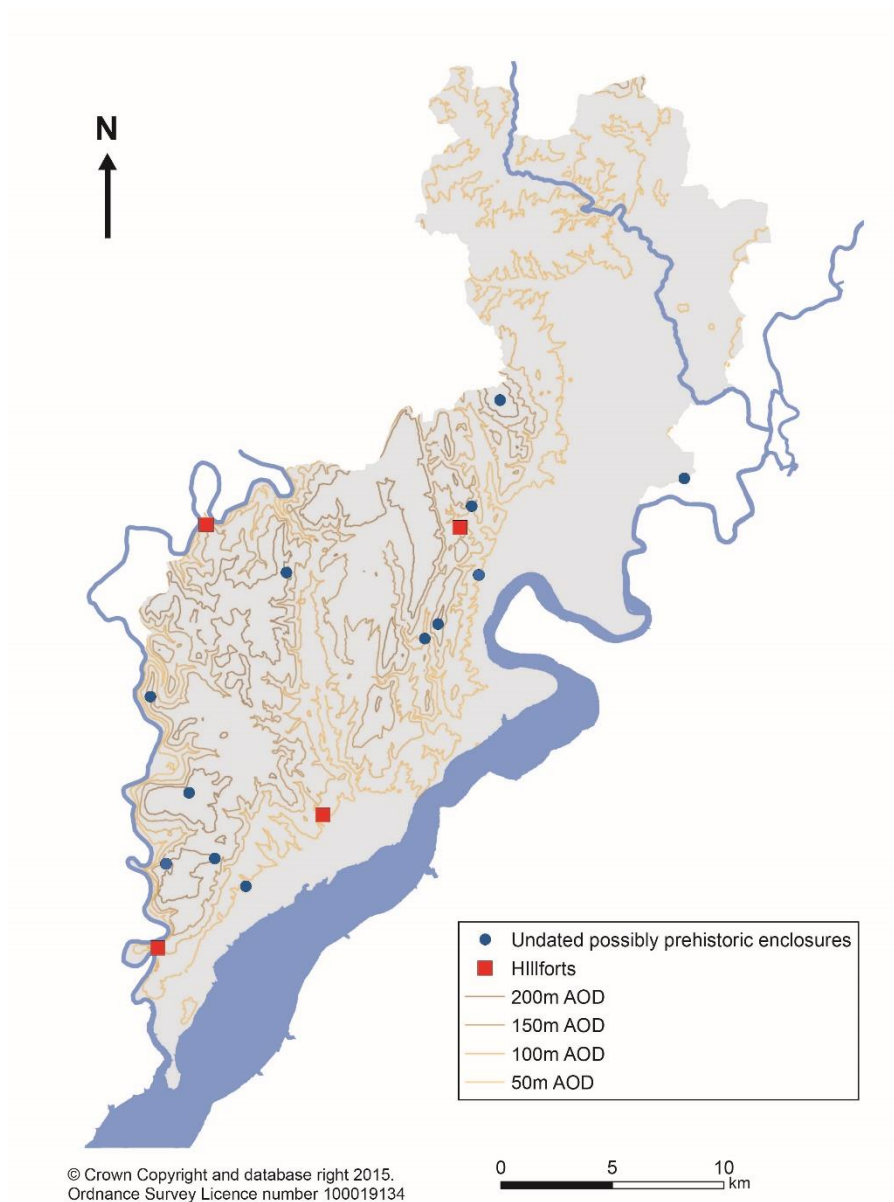 N
Undated possibly prehistoric enclosures
HIllforts
200m AOD
150m AOD
100m AOD
50m AOD
© Crown Copyright and database right 2015.
Ordnance Survey Licence number 100019134
0 5 10
km